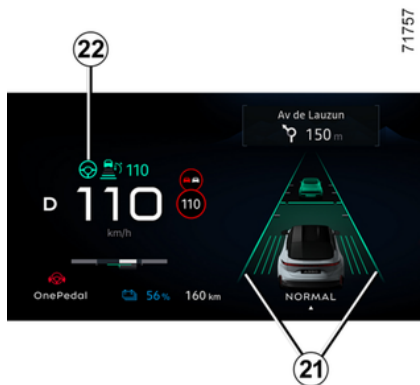 71757
22
Av de Lauzun
150 m
110
D
110
110
km/h
OnePedal
56 %
160 km
NORMAL
21